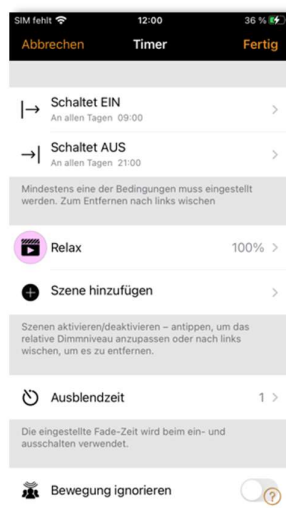 SIM fehlt 12:00 36 %
Abbrechen Timer Fertig
Schaltet EIN
An allen Tagen 09:00
Schaltet AUS
An allen Tagen 21:00
Mindestens eine der Bedingungen muss eingestellt
werden. Zum Entfernen nach links wischen
Relax 100%
Szene hinzufügen
Szenen aktivieren/deaktivieren – antippen, um das
relative Dimmniveau anzupassen oder nach links
wischen, um es zu entfernen.
Ausblendzeit 1
Die eingestellte Fade-Zeit wird beim ein- und
ausschalten verwendet.
Bewegung ignorieren
?